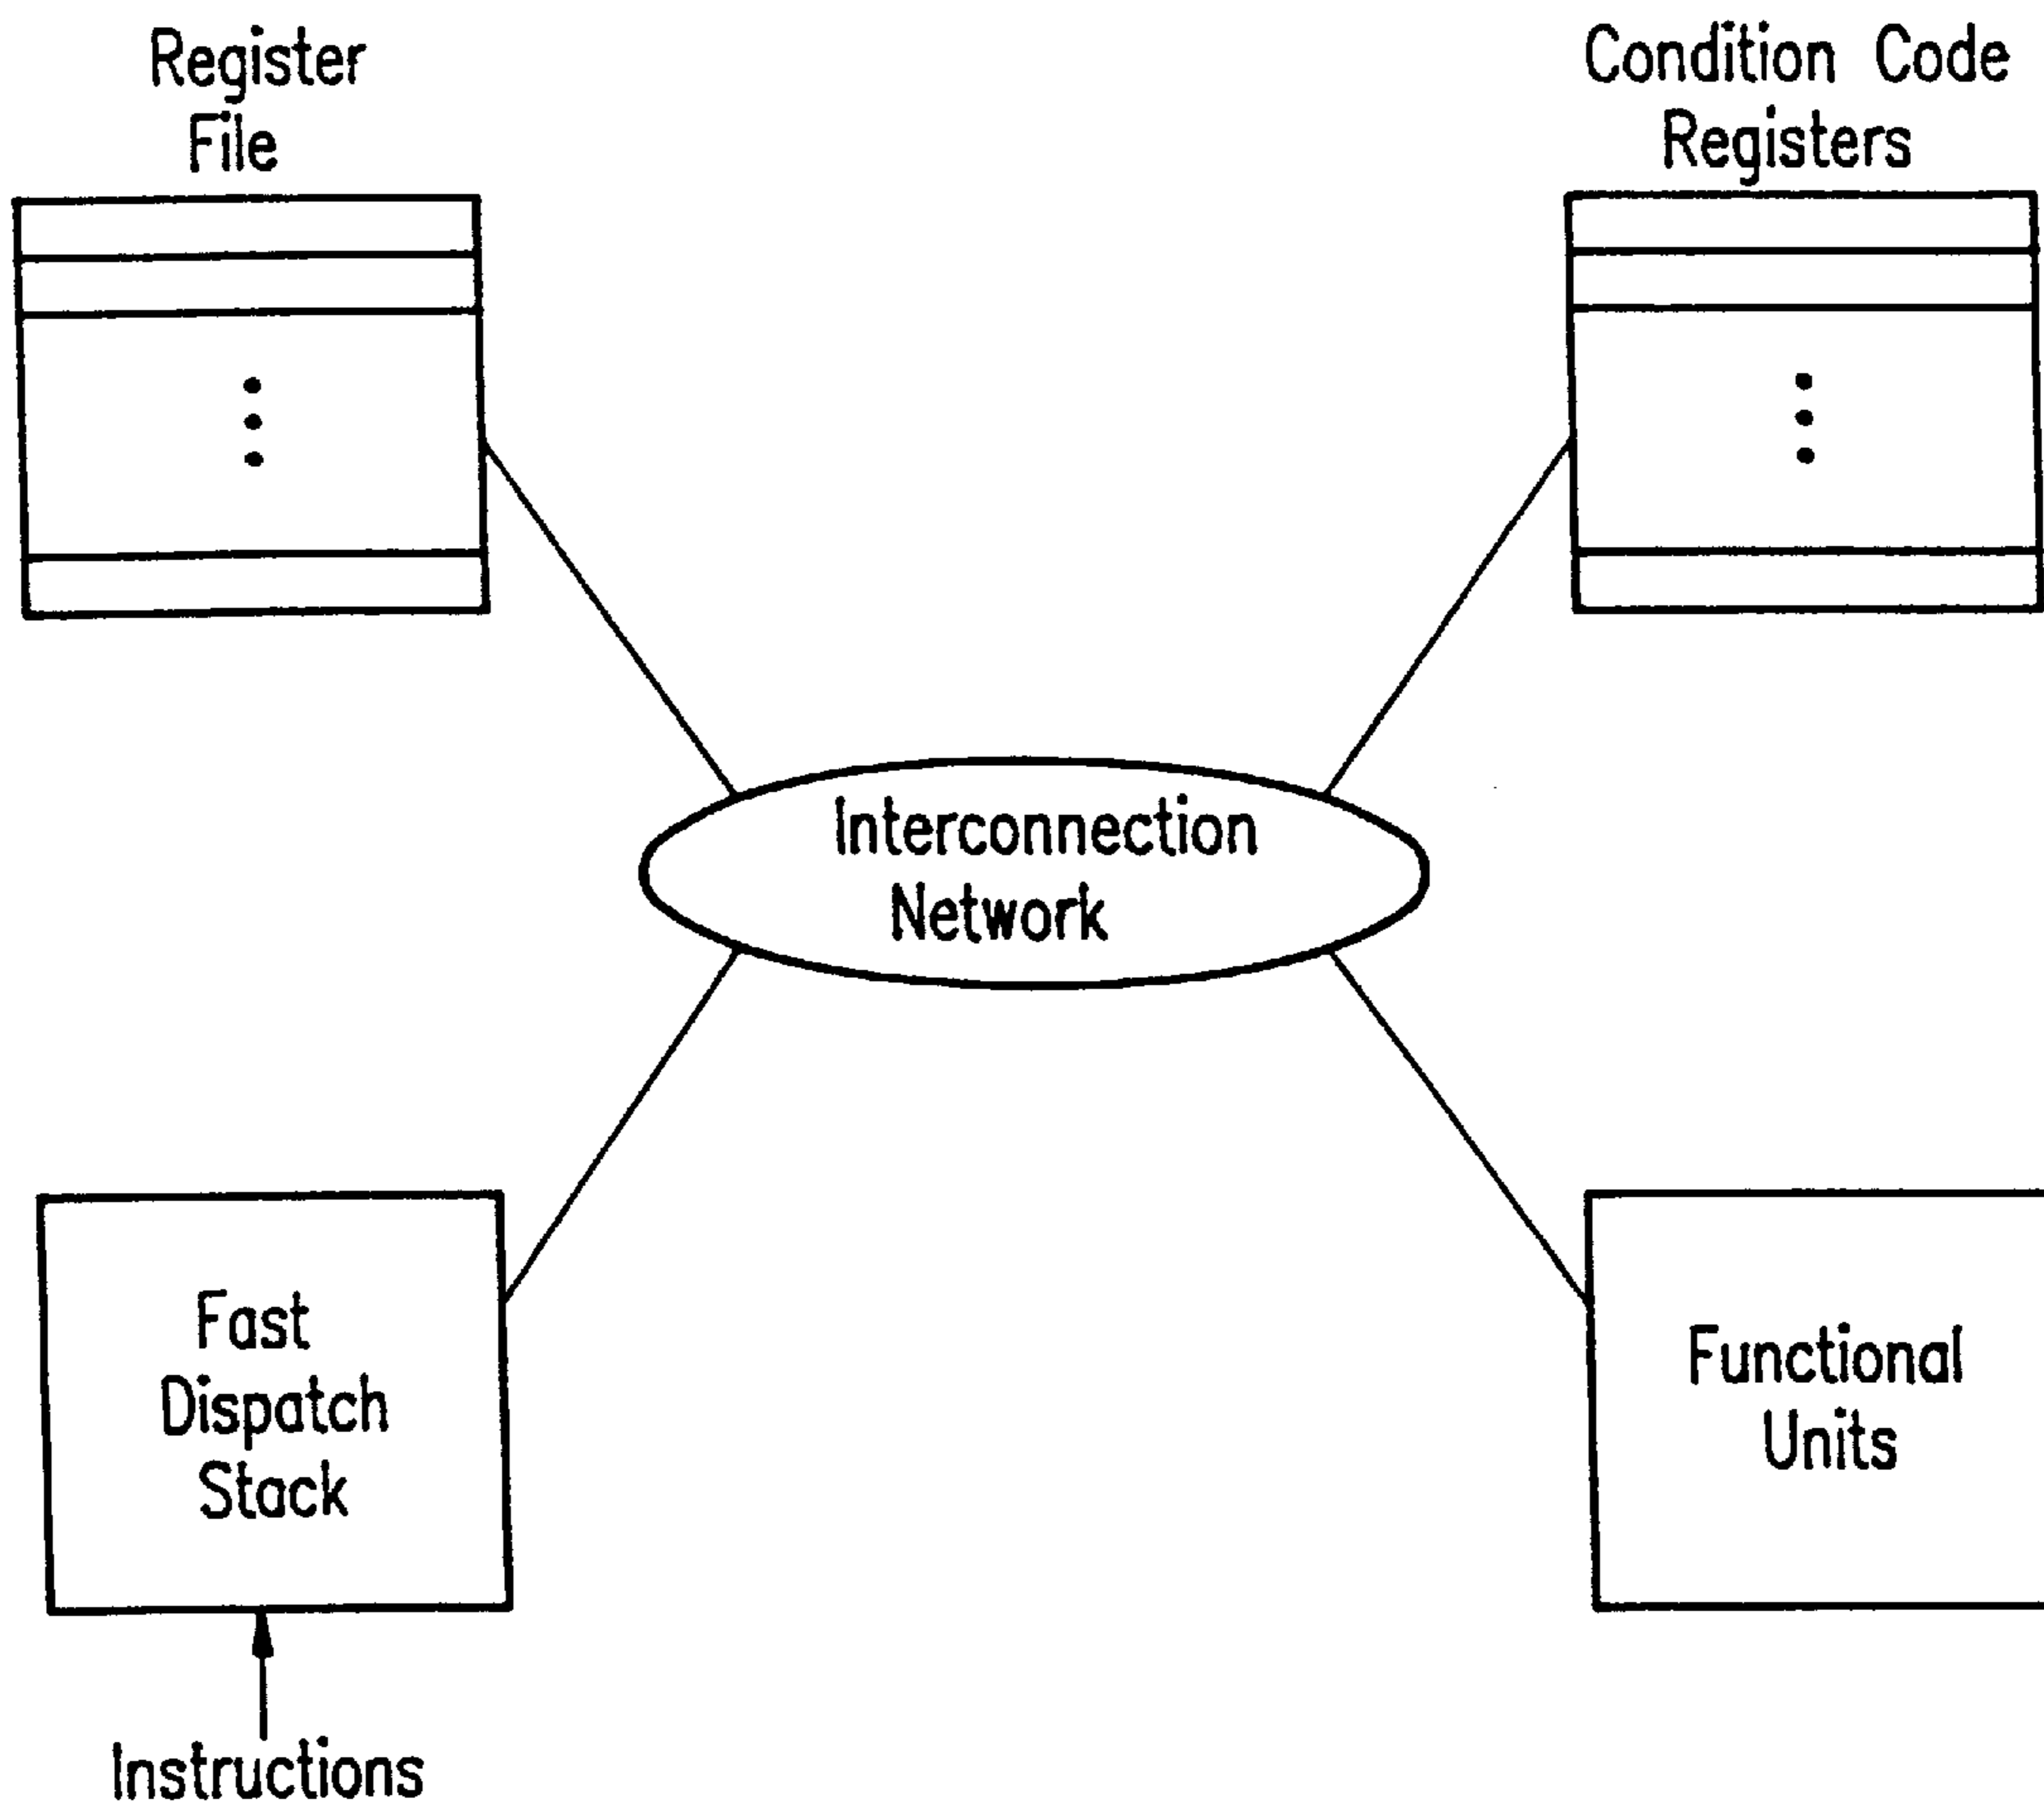 Register
File
Condition Code
Registers
Interconnection
Network
Fast
Dispatch
Stack
Functional
Units
Instructions